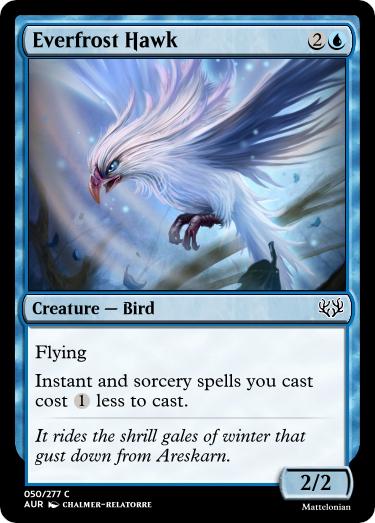 Everfrost Hawk 2
Creature — Bird
Flying
Instant and sorcery spells you cast
cost 1 less to cast.
It rides the shrill gales of winter that
gust down from Areskarn.
2/2
050/277 C
AUR CHALMER-RELATORRE
Mattelonian